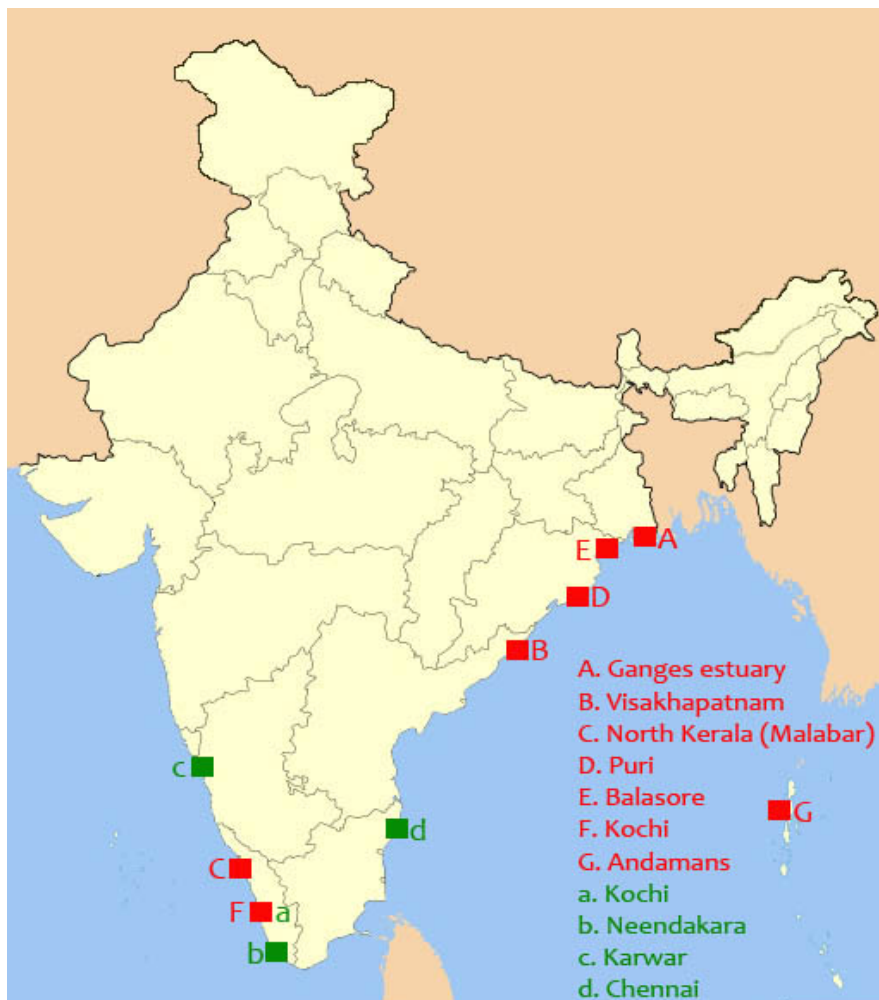 A
E
D
B
A. Ganges estuary
B. Visakhapatnam
C. North Kerala (Malabar)
D. Puri
c
E. Balasore
G
F. Kochi
d
G. Andamans
C
a. Kochi
F a
b. Neendakara
b
c. Karwar
d. Chennai